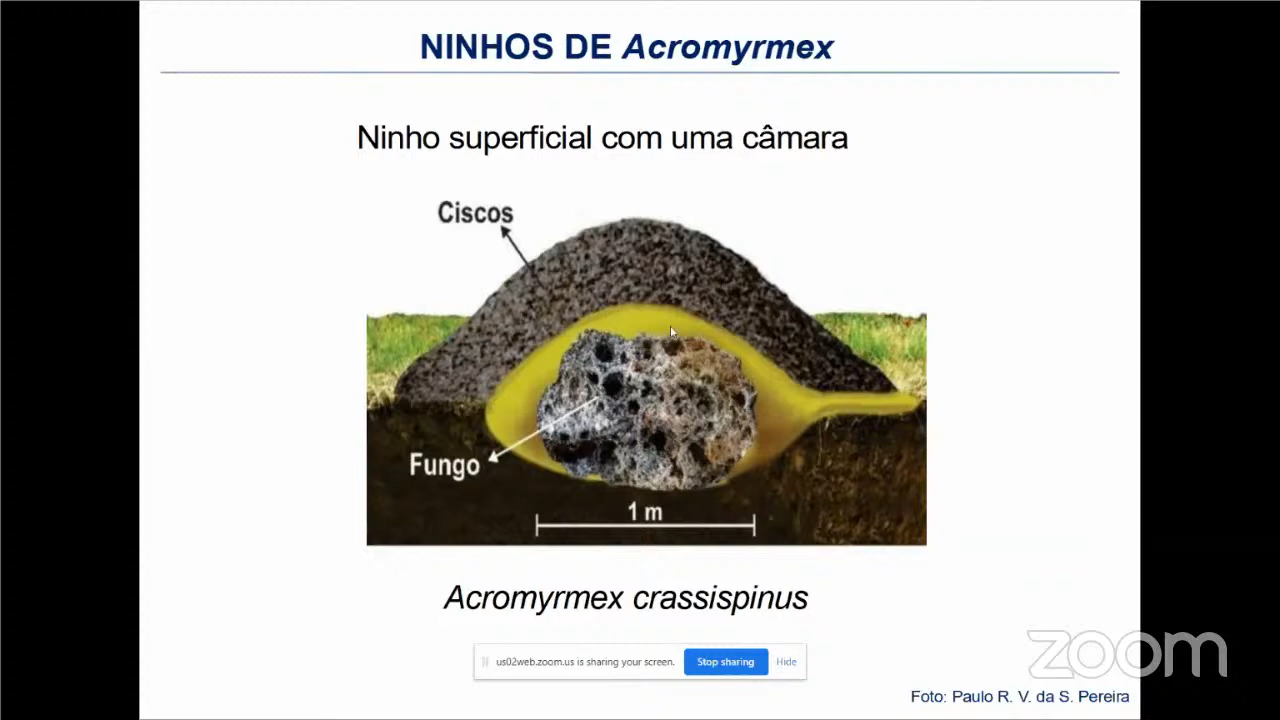 NINHOS DE Acromyrmex
Ninho superficial com uma câmara
Ciscos
Fungo
1 m
Acromyrmex crassispinus
us02web.zoom.us is sharing your screen.
Stop sharing
Hide
zoom
Foto: Paulo R. V. da S. Pereira